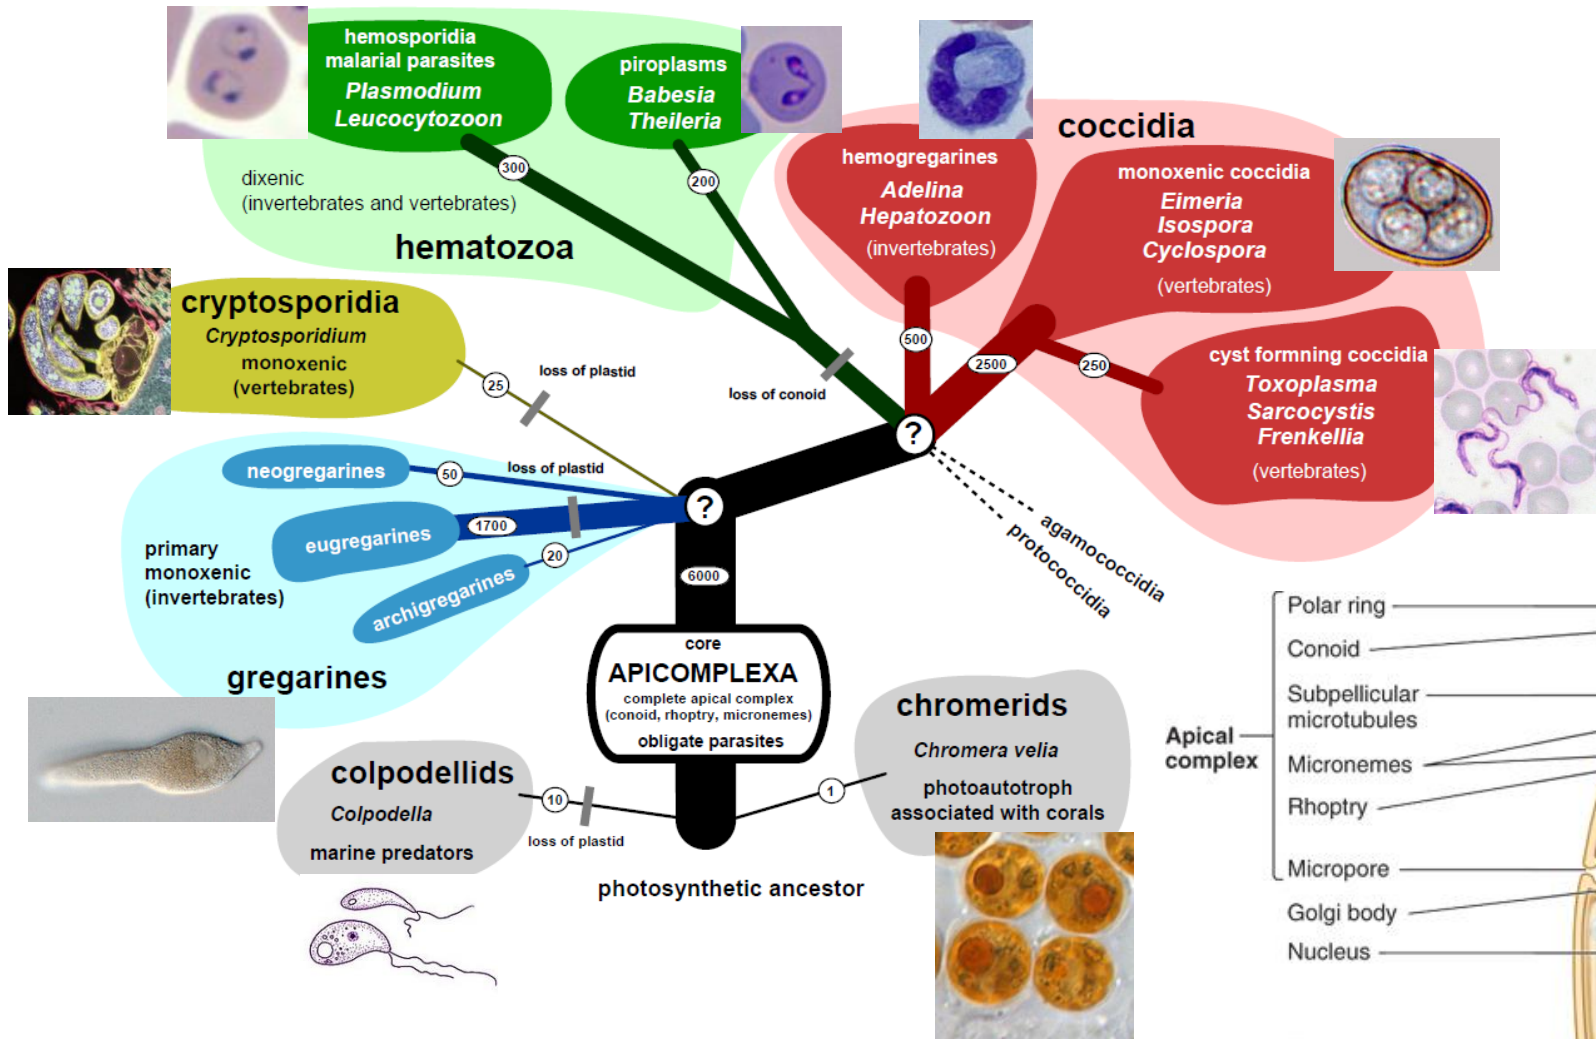 hemosporidia
malarial parasites
Plasmodium
Leucocytozoon
piroplasms
Babesia
Theileria
300
200
dixenic
(invertebrates and vertebrates)
hematozoa
coccidia
hemogregarines
Adelina
Hepatozoon
(invertebrates)
monoxenic coccidia
Eimeria
Isospora
Cyclospora
(vertebrates)
500
2500
250
cyst formning coccidia
Toxoplasma
Sarcocystis
Frenkellia
(vertebrates)
cryptosporidia
Cryptosporidium
monoxenic
(vertebrates)
25
loss of plastid
loss of conoid
?
agamococcidia
protococcidia
neogregarines
50
loss of plastid
?
eugregarines
1700
archigregarines
20
primary
monoxenic
(invertebrates)
gregarines
6000
core
APICOMPLEXA
complete apical complex
(conoid, rhoptry, micronemes)
obligate parasites
colpodellids
Colpodella
marine predators
10
loss of plastid
1
chromerids
Chromera velia
photoautotroph
associated with corals
photosynthetic ancestor
Apical
complex
Polar ring
Conoid
Subpellicular
microtubules
Micronemes
Rhoptry
Micropore
Golgi body
Nucleus